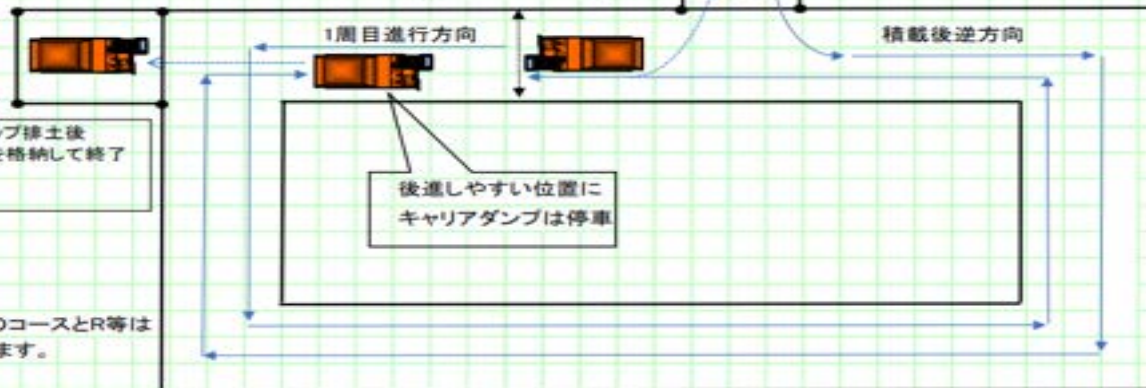 1周目進行方向
積載後逆方向
プ排土後
格納して終了
後進しやすい位置に
キャリアダンプは停車
のコースとR等は
ます。